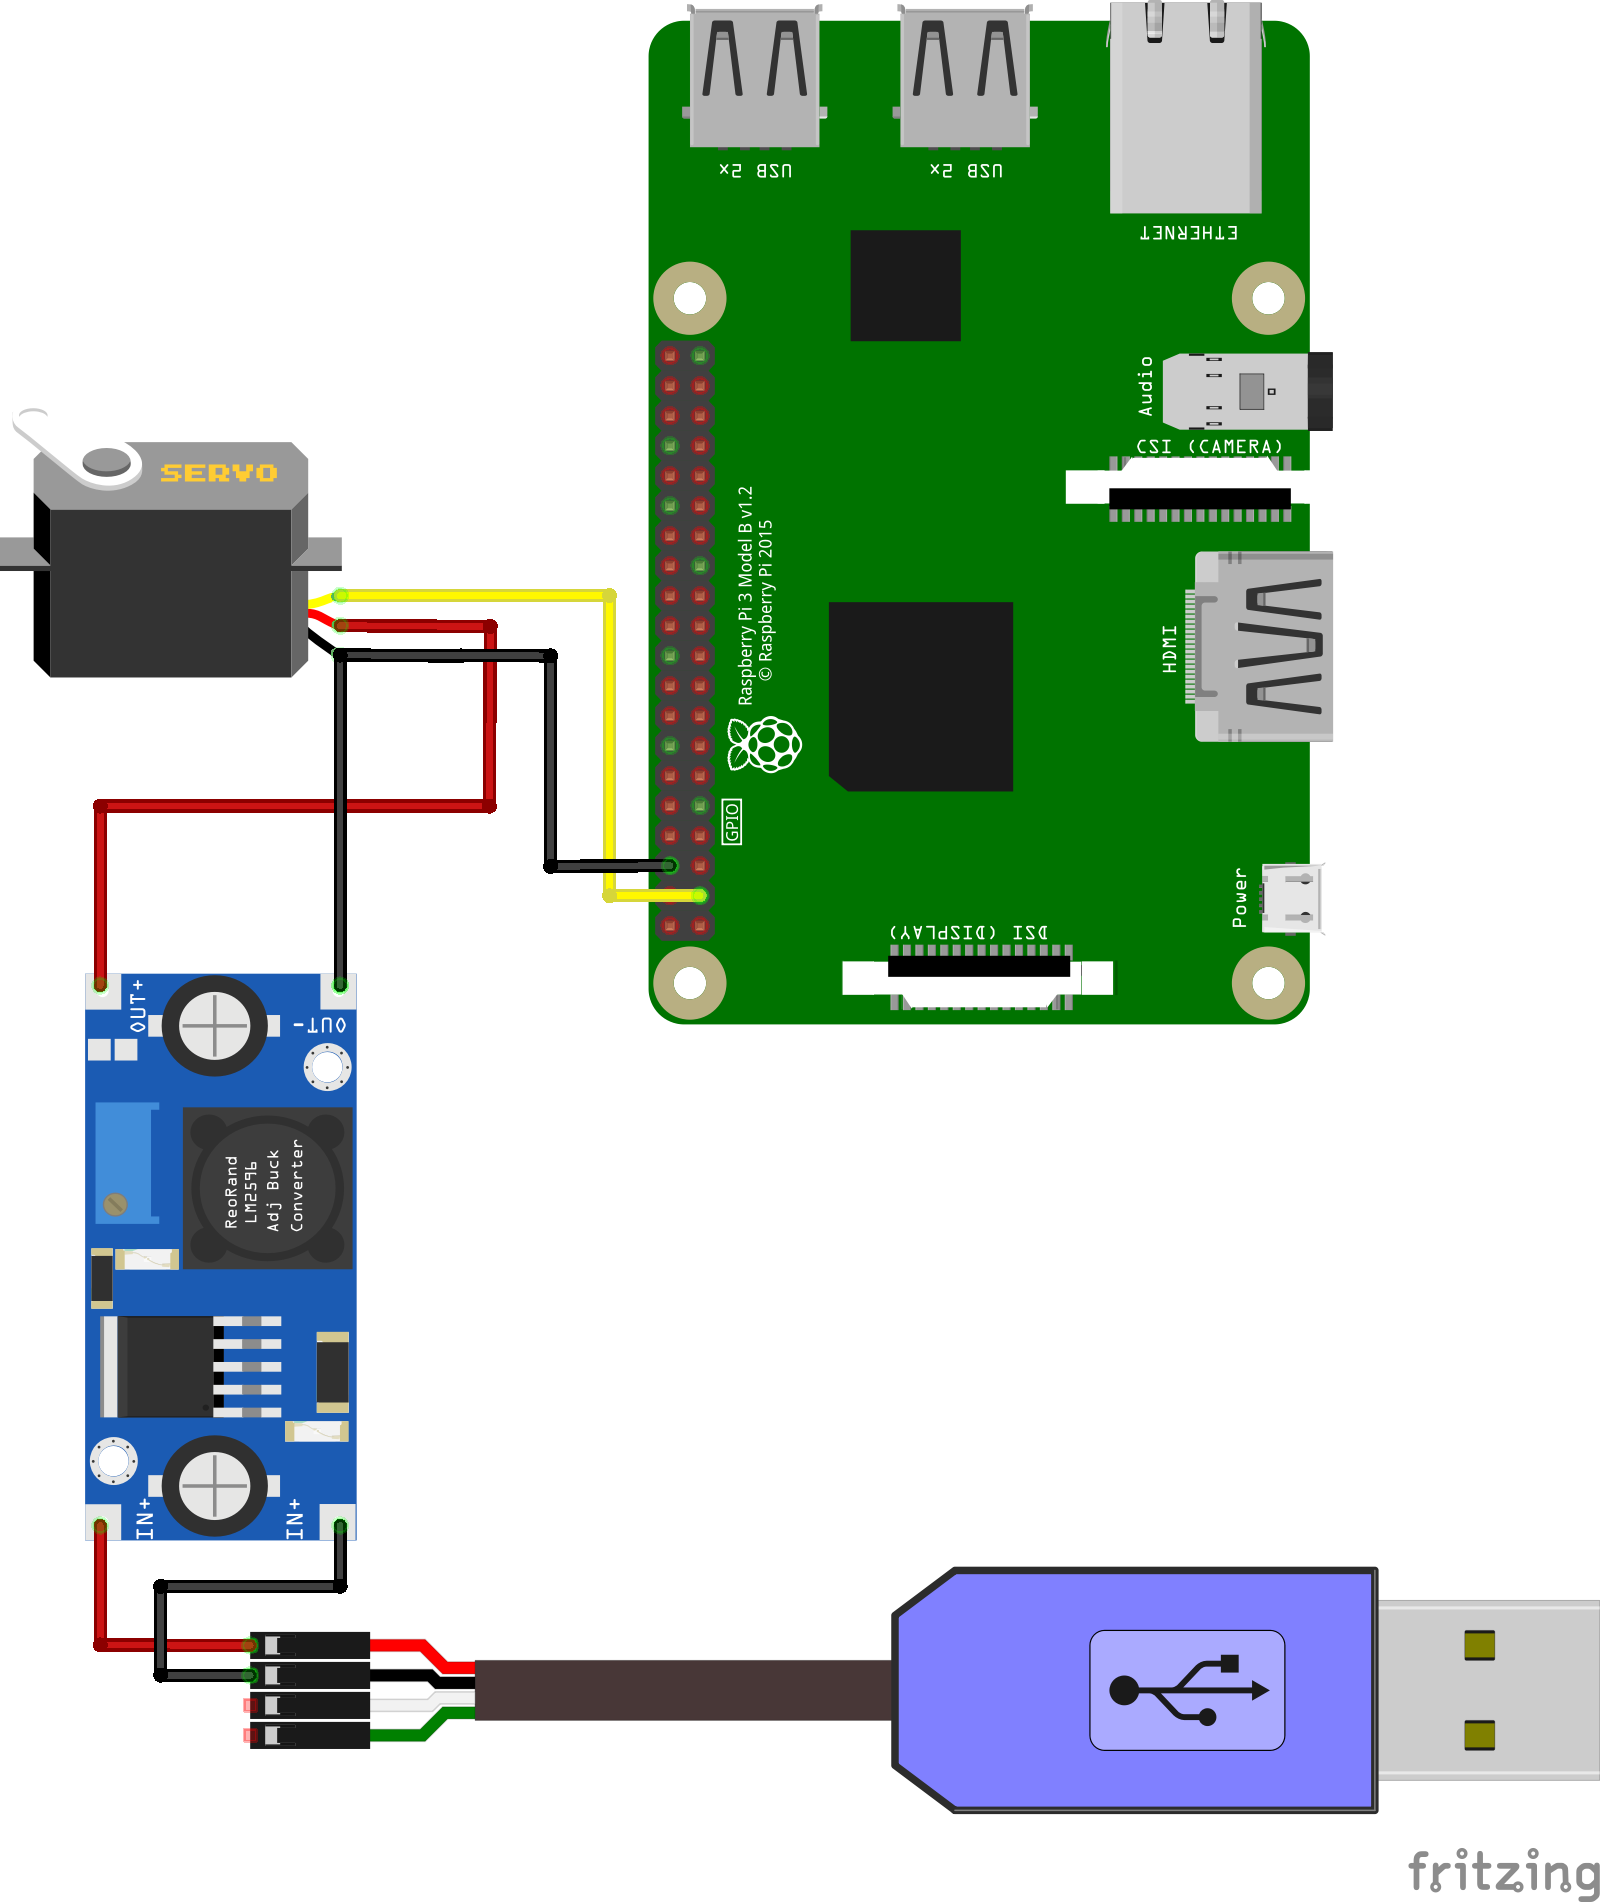 USB 2x
USB 2x
ETHERNET
Audio
CSI (CAMERA)
SERVO
Raspberry Pi 3 Model B v1.2
© Raspberry Pi 2015
HDMI
GPIO
Power
DSI (DISPLAY)
OUT+
OUT-
ReoRand
LM2596
Adj Buck
Converter
IN+
IN+
fritzing